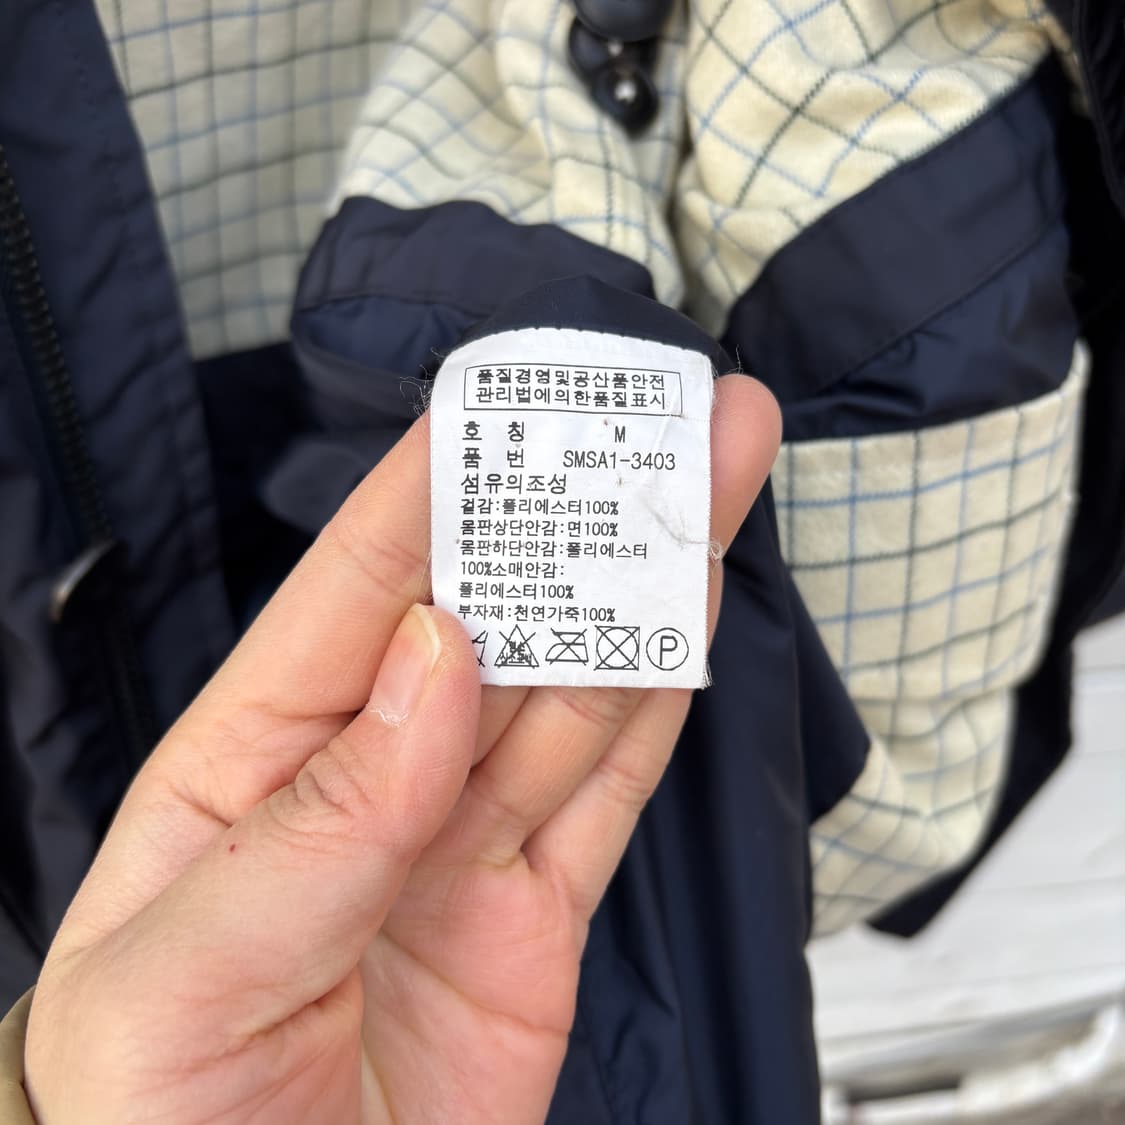 품질경영및공산품안전
관리법에의한품질표시
호 칭 M
품 번 SMSA1-3403
섬유의조성
겉감:폴리에스터100%
몸판상단안감:면100%
몸판하단안감:폴리에스터
100%소매안감:
폴리에스터100%
부자재:천연가죽100%
P